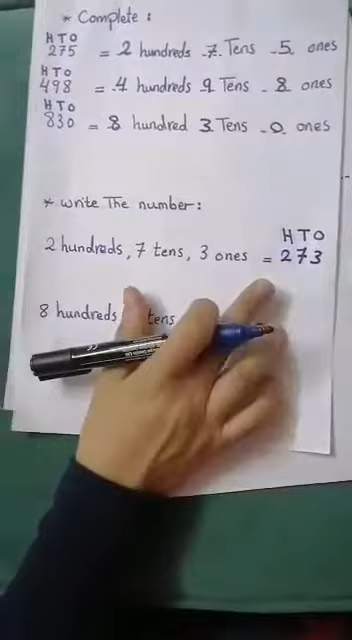 * Complete :
H T O
275 = 2 hundreds 7 Tens 5 ones
H T O
498 = 4 hundreds 9 Tens 8 ones
H T O
830 = 8 hundred 3 Tens 0 ones
* write The number :
H T O
2 hundreds, 7 tens, 3 ones = 273
8 hundreds tens